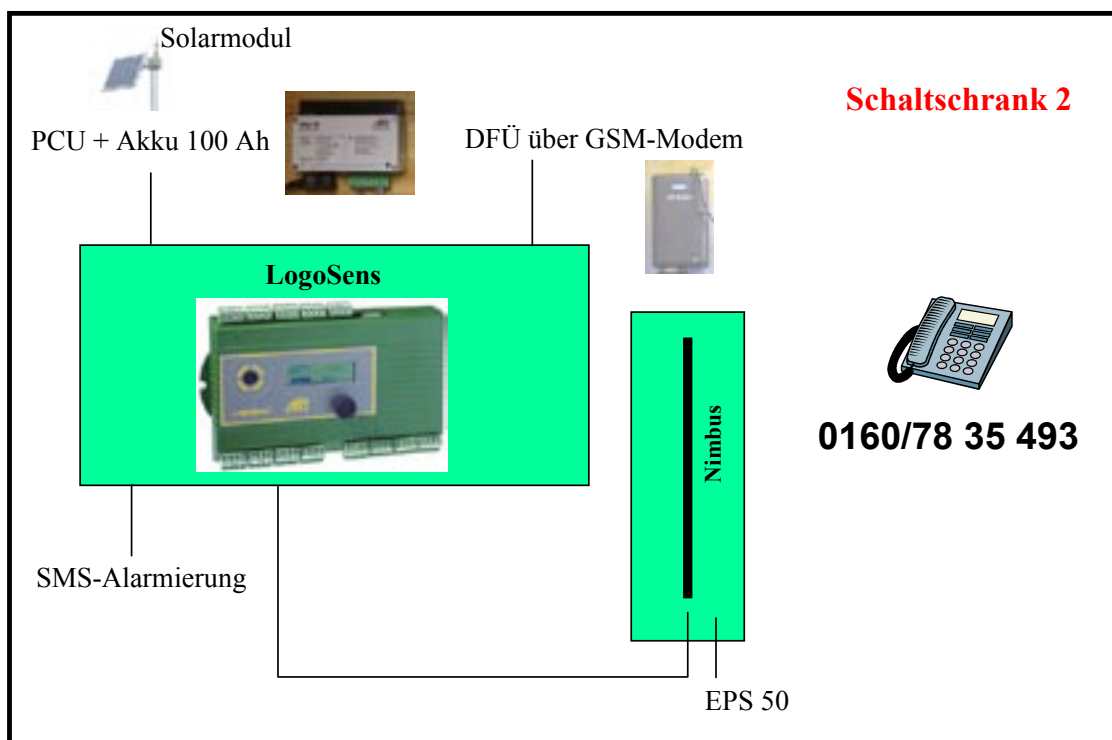 Solarmodul
Schaltschrank 2
PCU + Akku 100 Ah
DFÜ über GSM-Modem
LogoSens
Nimbus
0160/78 35 493
SMS-Alarmierung
EPS 50